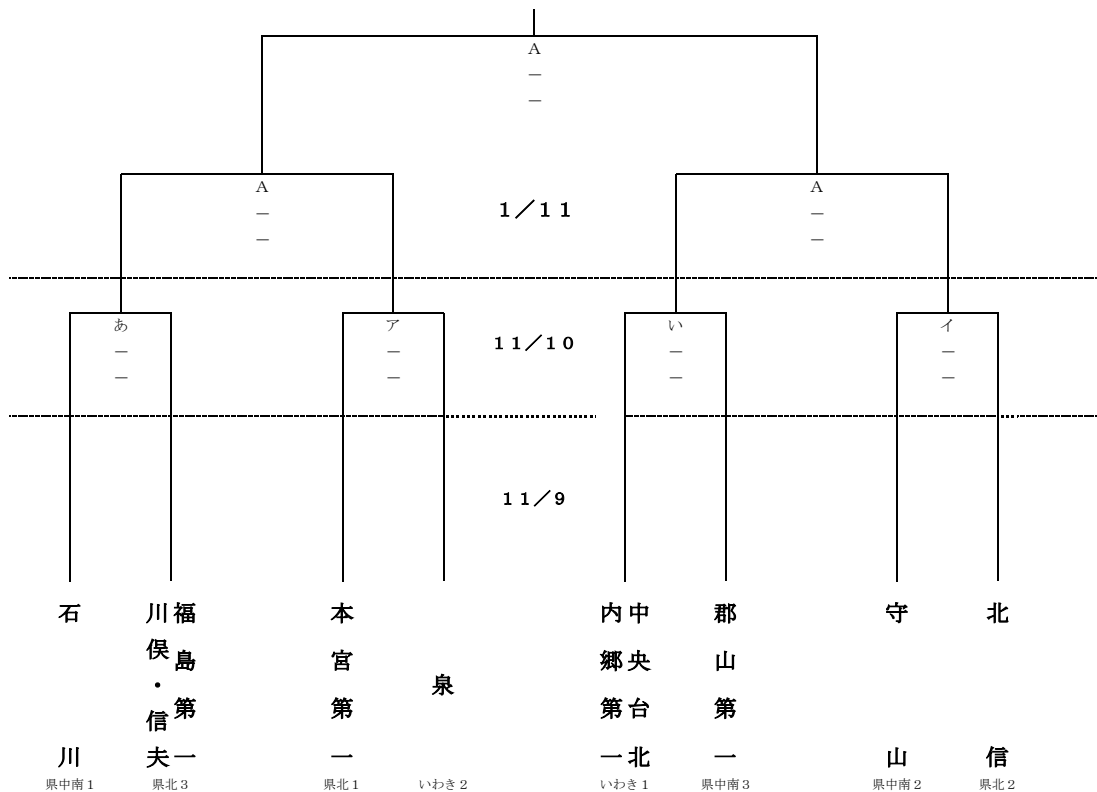 A
－
－
A
－
－
1／１１
A
－
－
あ
－
－
ア
－
－
１１／１０
い
－
－
イ
－
－
１１／９
石川
福島第一
川俣・信夫
本宮第一
泉
中央台北
内郷第一
郡山第一
守山
北信
県中南１
県北３
県北１
いわき２
いわき１
県中南３
県中南２
県北２